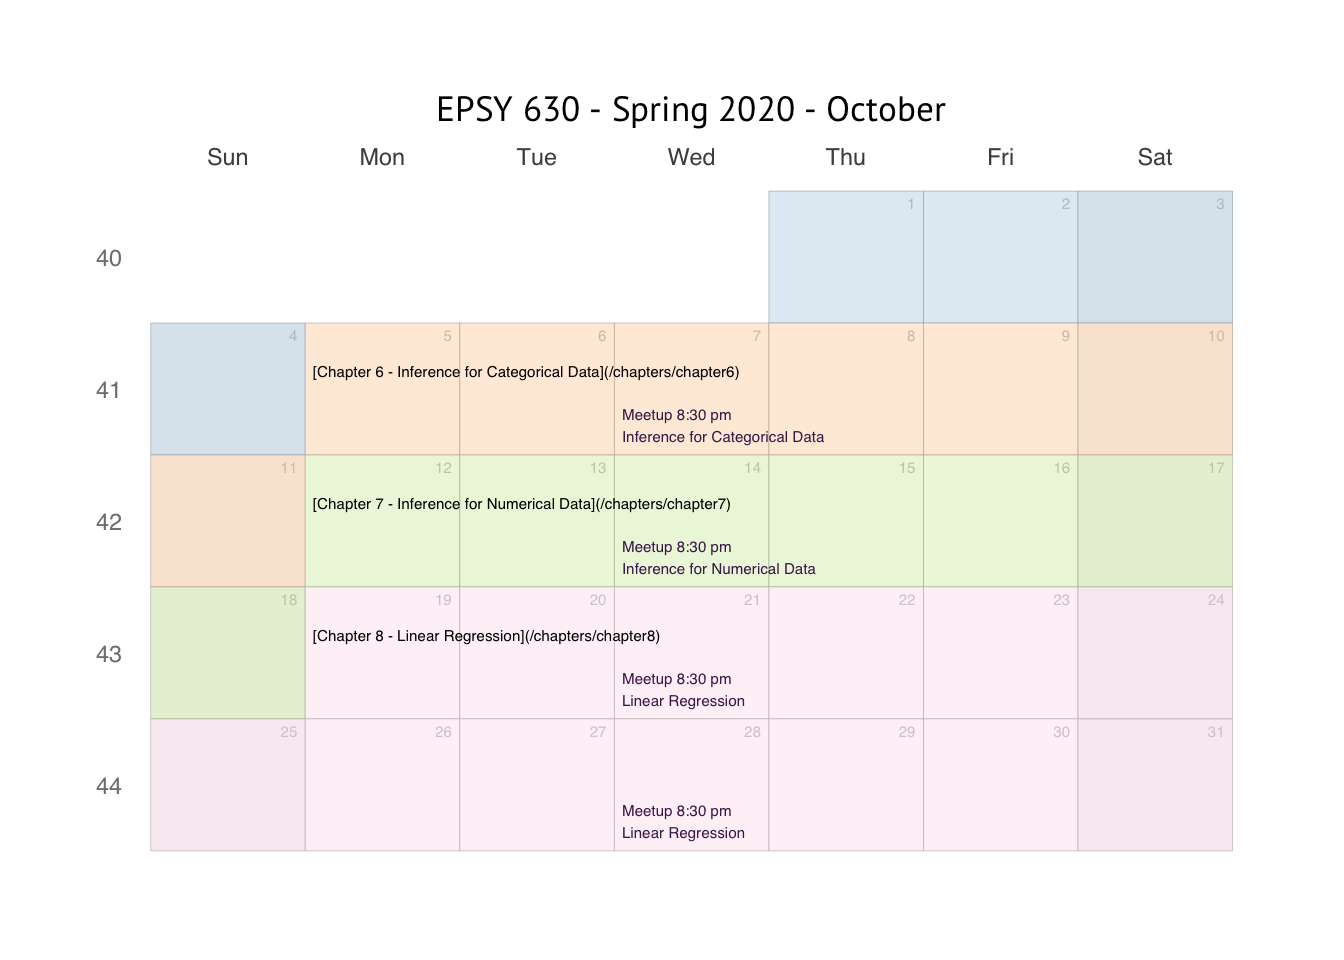 EPSY 630 - Spring 2020 - October
Sun Mon Tue Wed Thu Fri Sat
40
1 2 3
41
4 5 6 7 8 9 10
[Chapter 6 - Inference for Categorical Data](/chapters/chapter6)
Meetup 8:30 pm
Inference for Categorical Data
42
11 12 13 14 15 16 17
[Chapter 7 - Inference for Numerical Data](/chapters/chapter7)
Meetup 8:30 pm
Inference for Numerical Data
43
18 19 20 21 22 23 24
[Chapter 8 - Linear Regression](/chapters/chapter8)
Meetup 8:30 pm
Linear Regression
44
25 26 27 28 29 30 31
Meetup 8:30 pm
Linear Regression